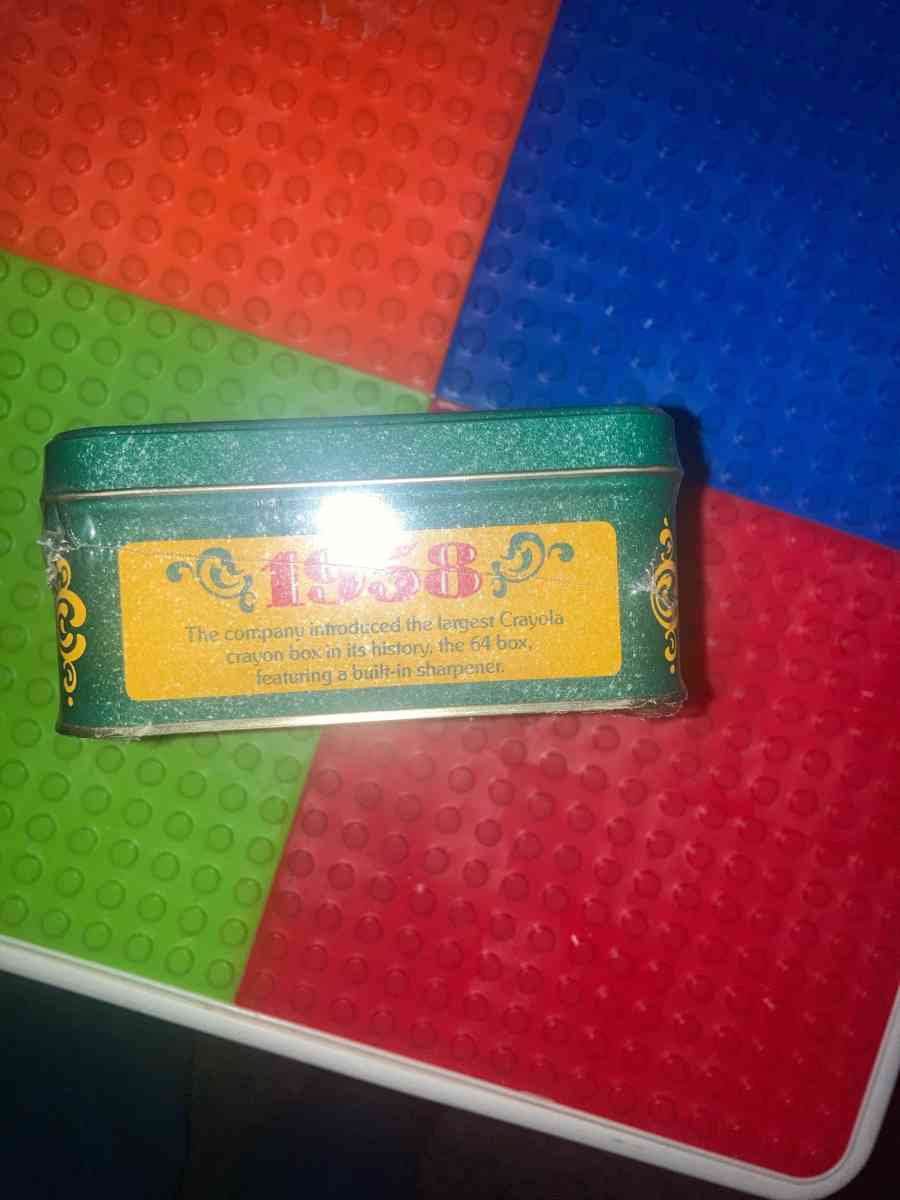 1958
The company introduced the largest Crayola
crayon box in its history, the 64 box,
featuring a built-in sharpener.